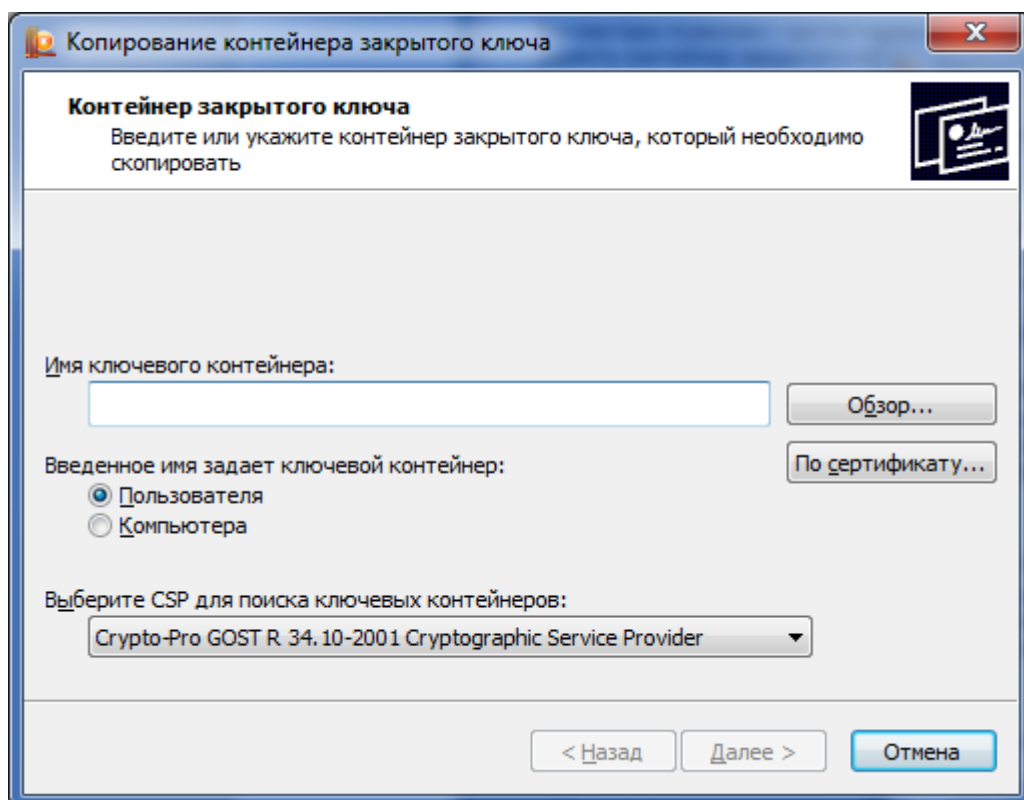 Копирование контейнера закрытого ключа
Контейнер закрытого ключа
Введите или укажите контейнер закрытого ключа, который необходимо
скопировать
Имя ключевого контейнера:
Обзор...
Введенное имя задает ключевой контейнер:
По сертификату...
Пользователя
Компьютера
Выберите CSP для поиска ключевых контейнеров:
Crypto-Pro GOST R 34.10-2001 Cryptographic Service Provider
< Назад
Далее >
Отмена